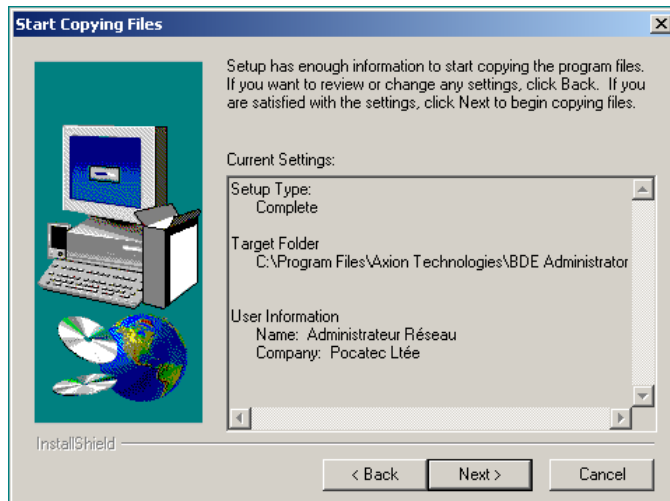 Start Copying Files
Setup has enough information to start copying the program files.
If you want to review or change any settings, click Back. If you
are satisfied with the settings, click Next to begin copying files.
Current Settings:
Setup Type:
Complete
Target Folder
C:\Program Files\Axion Technologies\BDE Administrator
User Information
Name: Administrateur Réseau
Company: Pocatec Ltée
InstallShield
< Back
Next >
Cancel